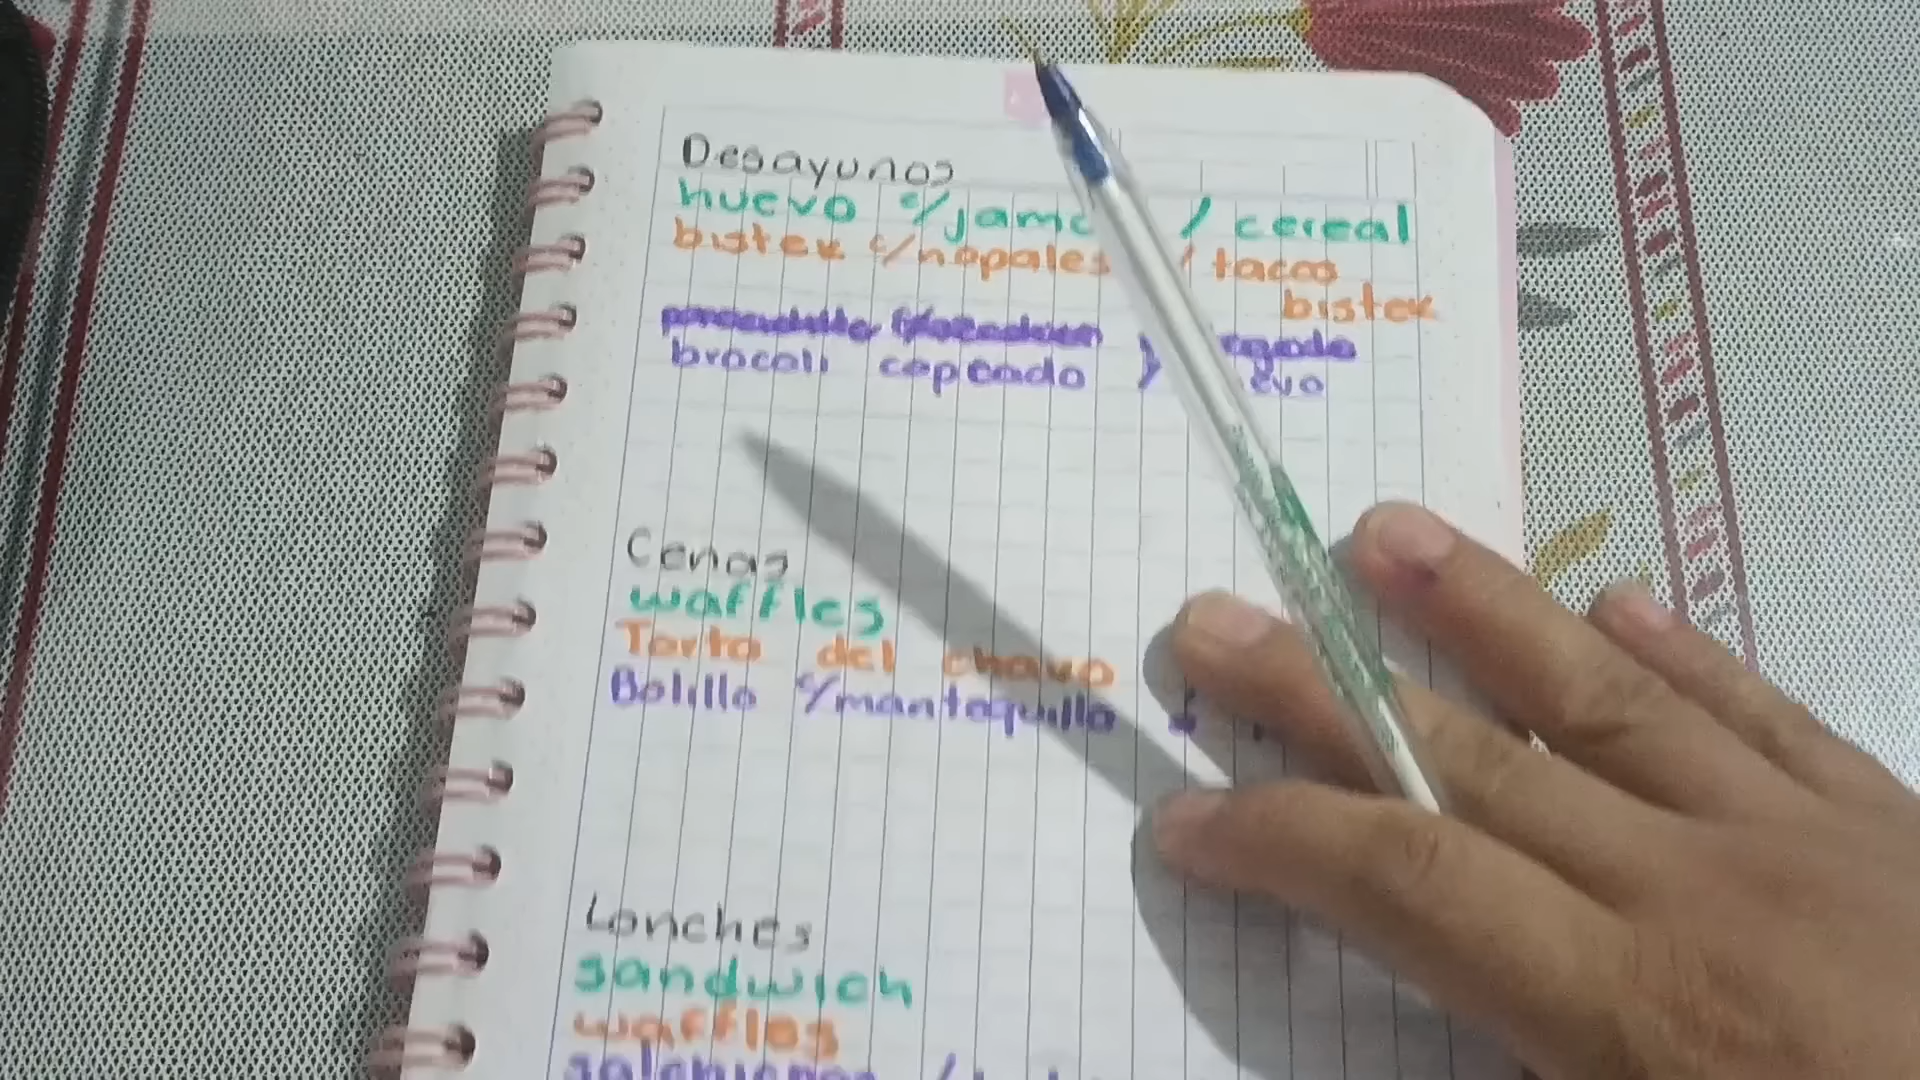 Desayunos
huevo c/jamo / cereal
bistek c/nopales / tacos
bistek
brocoli capeado }
Cenas
waffles
Torta del chavo
Bolillo c/mantequilla
Lonches
sandwich
waffles